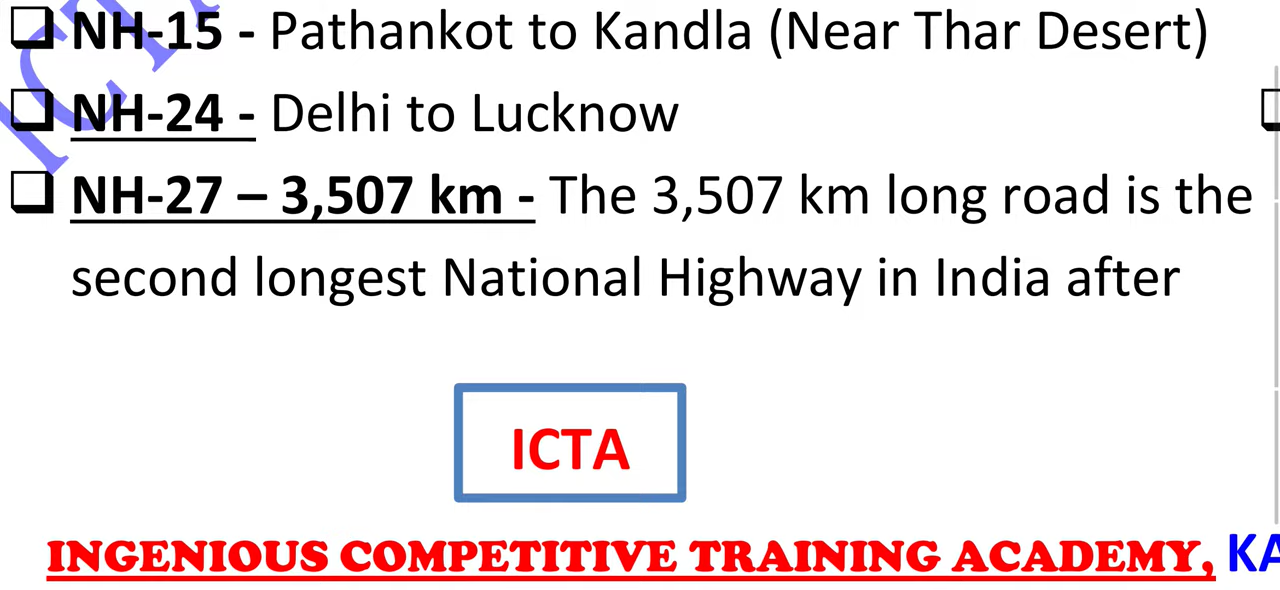 ❑ NH-15 - Pathankot to Kandla (Near Thar Desert)
❑ NH-24 - Delhi to Lucknow
❑ NH-27 – 3,507 km - The 3,507 km long road is the
second longest National Highway in India after
ICTA
INGENIOUS COMPETITIVE TRAINING ACADEMY, KA
ICTA